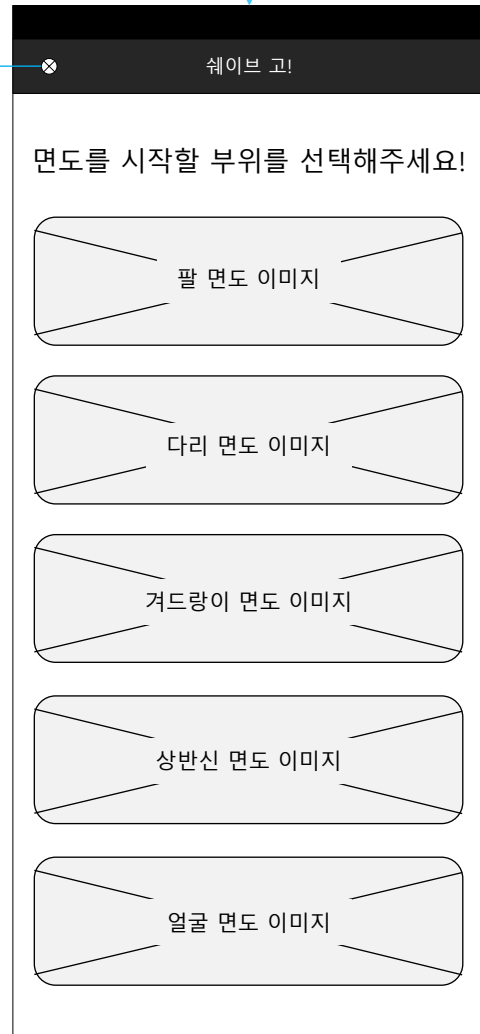 쉐이브 고!
면도를 시작할 부위를 선택해주세요!
팔 면도 이미지
다리 면도 이미지
겨드랑이 면도 이미지
상반신 면도 이미지
얼굴 면도 이미지